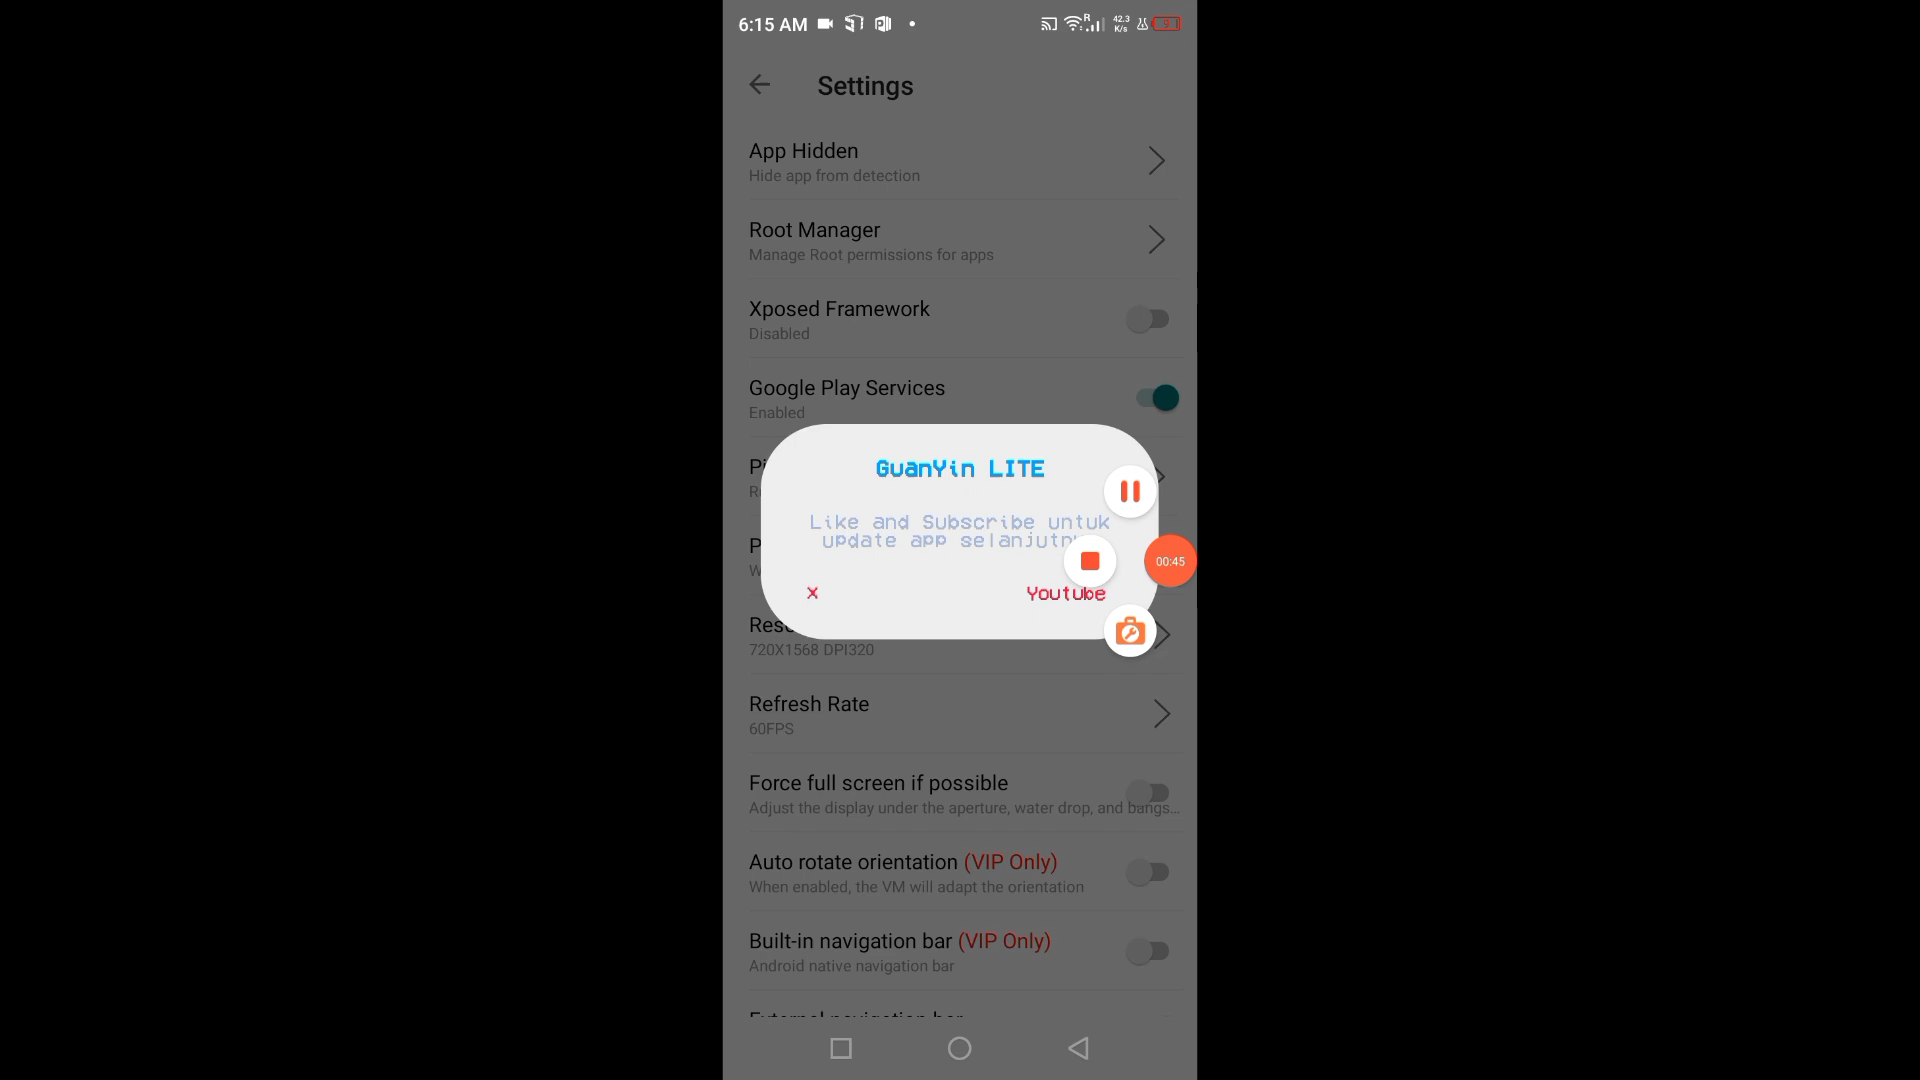 6:15 AM
R
42.3
K/s
9
Settings
App Hidden
Hide app from detection
Root Manager
Manage Root permissions for apps
Xposed Framework
Disabled
Google Play Services
Enabled
GuanYin LITE
Like and Subscribe untuk
update app
X
Youtube
00:45
720X1568 DPI320
Refresh Rate
60FPS
Force full screen if possible
Adjust the display under the aperture, water drop, and bangs...
Auto rotate orientation (VIP Only)
When enabled, the VM will adapt the orientation
Built-in navigation bar (VIP Only)
Android native navigation bar